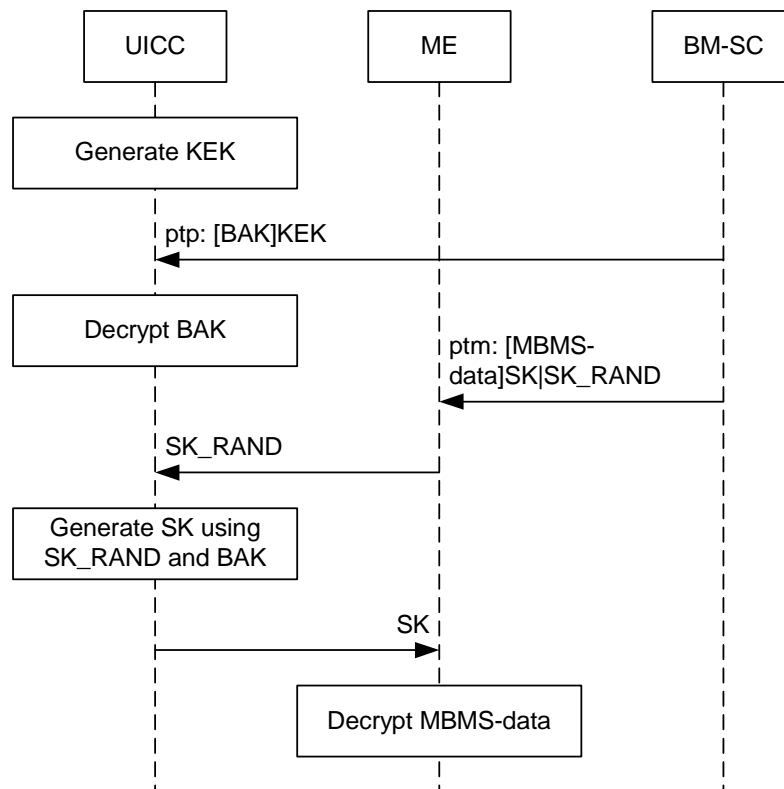 UICC
ME
BM-SC
Generate KEK
ptp: [BAK]KEK
Decrypt BAK
ptm: [MBMS-
data]SK|SK_RAND
SK_RAND
Generate SK using
SK_RAND and BAK
SK
Decrypt MBMS-data